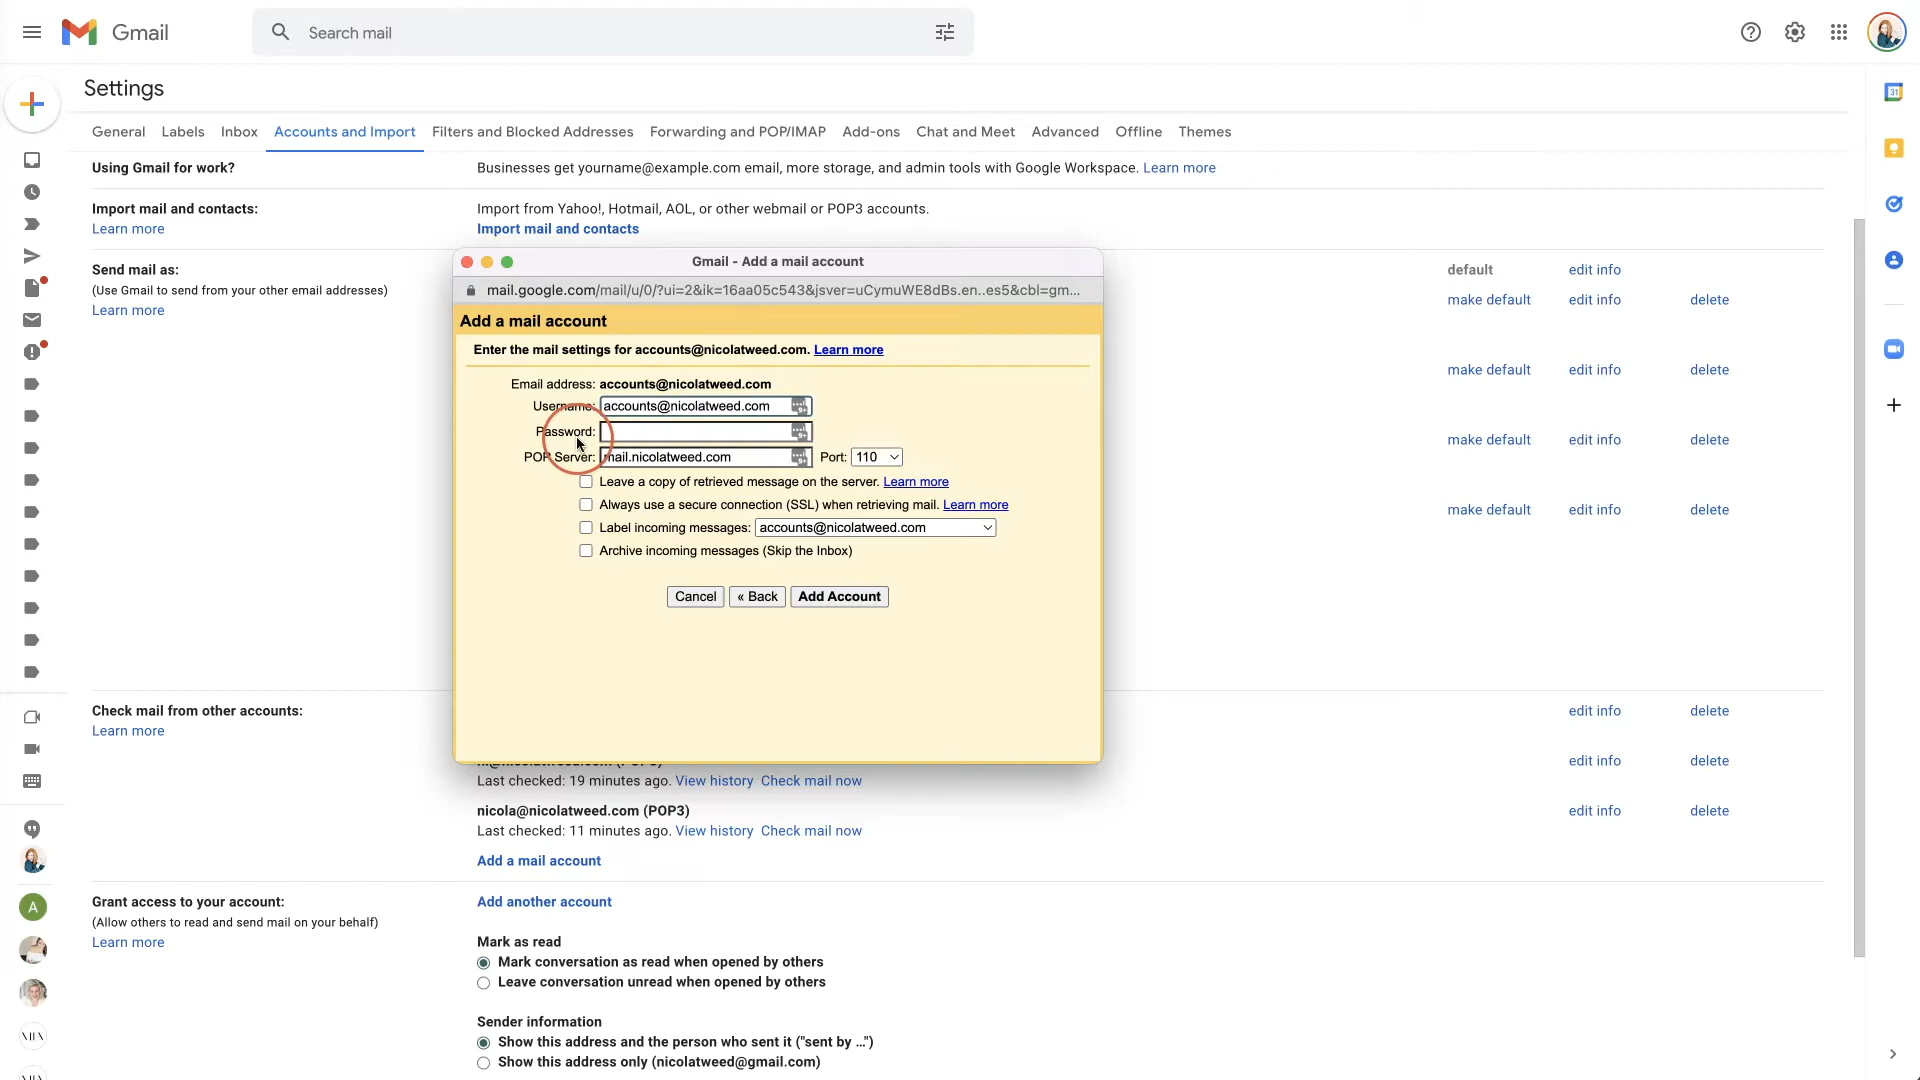 Gmail
Search mail
31
Settings
General Labels Inbox Accounts and Import Filters and Blocked Addresses Forwarding and POP/IMAP Add-ons Chat and Meet Advanced Offline Themes
Using Gmail for work?
Businesses get yourname@example.com email, more storage, and admin tools with Google Workspace. Learn more
Import mail and contacts:
Learn more
Import from Yahoo!, Hotmail, AOL, or other webmail or POP3 accounts.
Import mail and contacts
Send mail as:
(Use Gmail to send from your other email addresses)
Learn more
default edit info
make default edit info delete
make default edit info delete
make default edit info delete
make default edit info delete
Gmail - Add a mail account
mail.google.com/mail/u/0/?ui=2&ik=16aa05c543&jsver=uCymuWE8dBs.en..es5&cbl=gm...
Add a mail account
Enter the mail settings for accounts@nicolatweed.com. Learn more
Email address: accounts@nicolatweed.com
Username: accounts@nicolatweed.com
Password:
POP Server: mail.nicolatweed.com Port: 110
Leave a copy of retrieved message on the server. Learn more
Always use a secure connection (SSL) when retrieving mail. Learn more
Label incoming messages: accounts@nicolatweed.com
Archive incoming messages (Skip the Inbox)
Cancel « Back Add Account
Check mail from other accounts:
Learn more
edit info delete
edit info delete
Last checked: 19 minutes ago. View history Check mail now
nicola@nicolatweed.com (POP3)
edit info delete
Last checked: 11 minutes ago. View history Check mail now
Add a mail account
Grant access to your account:
(Allow others to read and send mail on your behalf)
Learn more
Add another account
Mark as read
Mark conversation as read when opened by others
Leave conversation unread when opened by others
Sender information
Show this address and the person who sent it ("sent by ...")
Show this address only (nicolatweed@gmail.com)
A